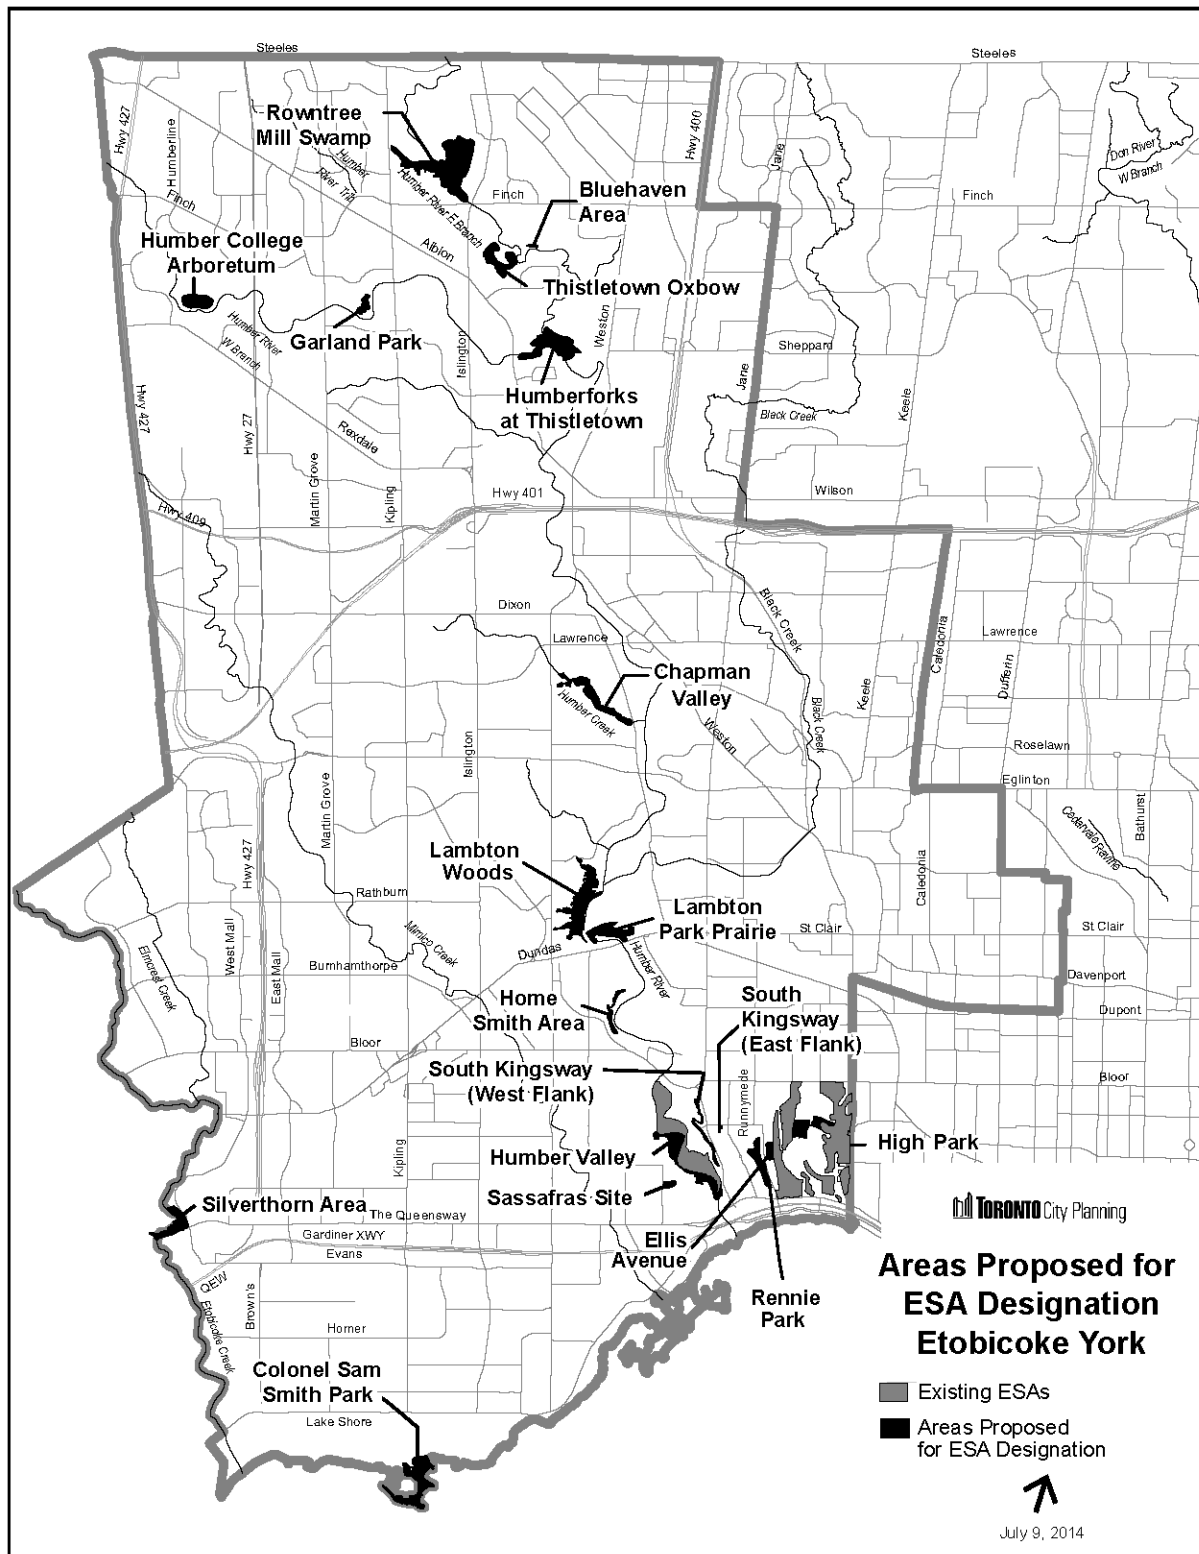 Steeles
Steeles
Hwy 427
Humberline
Rowntree
Mill Swamp
Humber
River Trib
Hwy 400
Jane
Don River
W Branch
Finch
Humber River E Branch
Finch
Finch
Bluehaven
Area
Albion
Humber College
Arboretum
Thistletown Oxbow
Humber River
W Branch
Garland Park
Islington
Weston
Sheppard
Jane
Keele
Humberforks
at Thistletown
Black Creek
Hwy 427
Hwy 27
Rexdale
Martin Grove
Kipling
Hwy 401
Wilson
Hwy 409
Dixon
Lawrence
Black Creek
Caledonia
Lawrence
Dufferin
Chapman
Valley
Humber Creek
Keele
Black Creek
Weston
Islington
Roselawn
Eglinton
Martin Grove
Bathurst
Cedarvale Ravine
Hwy 427
Lambton
Woods
Caledonia
Rathburn
Lambton
Park Prairie
St Clair
St Clair
West Mall
Mimico Creek
Dundas
Elmcrest Creek
East Mall
Burnhamthorpe
Humber River
Davenport
Home
Smith Area
South
Kingsway
(East Flank)
Dupont
Bloor
South Kingsway
(West Flank)
Runnymede
Bloor
Kipling
Humber Valley
High Park
Sassafras Site
Silverthorn Area
The Queensway
Gardiner XWY
Evans
Ellis
Avenue
QEW
Brown's
Etobicoke Creek
Rennie
Park
Horner
Colonel Sam
Smith Park
Lake Shore
TORONTO City Planning
Areas Proposed for
ESA Designation
Etobicoke York
Existing ESAs
Areas Proposed
for ESA Designation
July 9, 2014